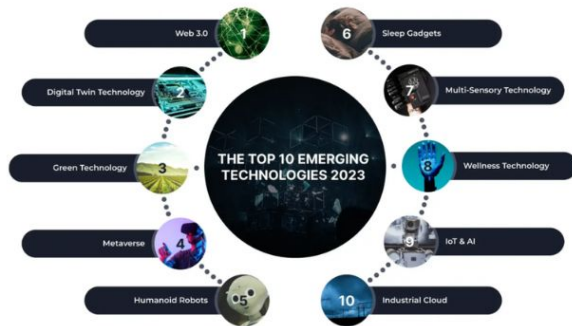 THE TOP 10 EMERGING
TECHNOLOGIES 2023
1
Web 3.0
2
Digital Twin Technology
3
Green Technology
4
Metaverse
5
Humanoid Robots
6
Sleep Gadgets
7
Multi-Sensory Technology
8
Wellness Technology
9
IoT & AI
10
Industrial Cloud